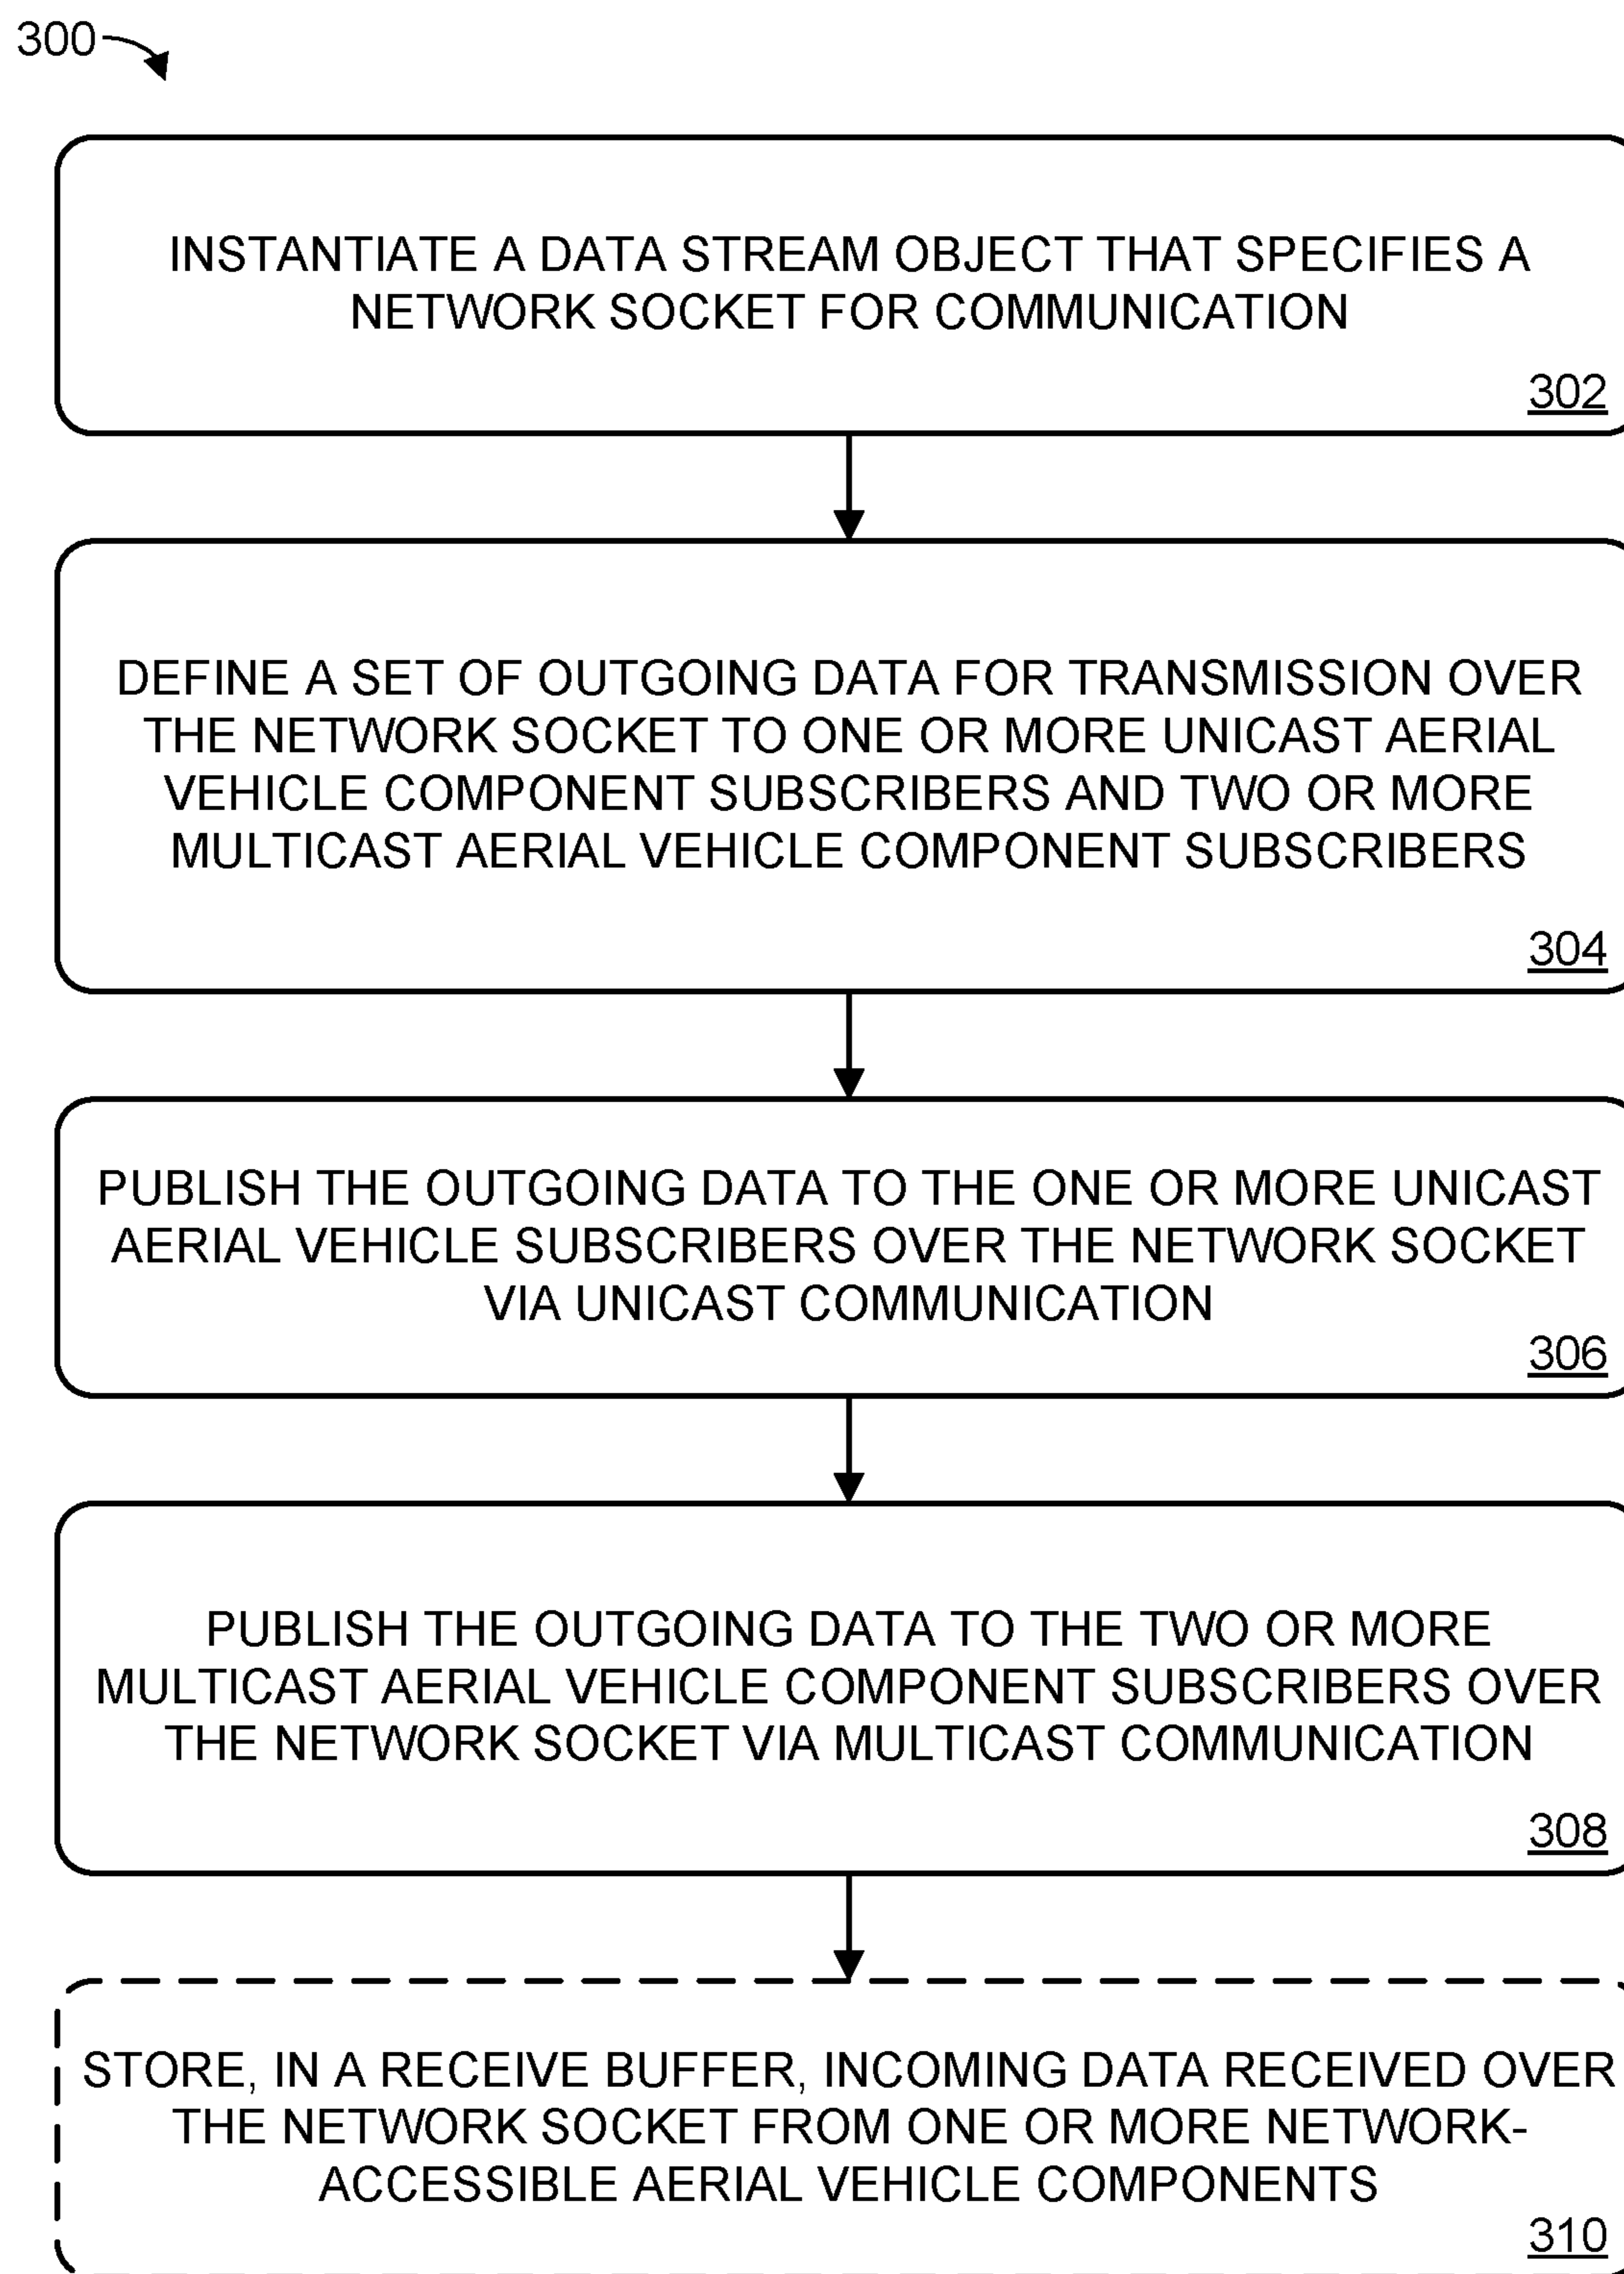 300
INSTANTIATE A DATA STREAM OBJECT THAT SPECIFIES A
NETWORK SOCKET FOR COMMUNICATION
302
DEFINE A SET OF OUTGOING DATA FOR TRANSMISSION OVER
THE NETWORK SOCKET TO ONE OR MORE UNICAST AERIAL
VEHICLE COMPONENT SUBSCRIBERS AND TWO OR MORE
MULTICAST AERIAL VEHICLE COMPONENT SUBSCRIBERS
304
PUBLISH THE OUTGOING DATA TO THE ONE OR MORE UNICAST
AERIAL VEHICLE SUBSCRIBERS OVER THE NETWORK SOCKET
VIA UNICAST COMMUNICATION
306
PUBLISH THE OUTGOING DATA TO THE TWO OR MORE
MULTICAST AERIAL VEHICLE COMPONENT SUBSCRIBERS OVER
THE NETWORK SOCKET VIA MULTICAST COMMUNICATION
308
STORE, IN A RECEIVE BUFFER, INCOMING DATA RECEIVED OVER
THE NETWORK SOCKET FROM ONE OR MORE NETWORK-
ACCESSIBLE AERIAL VEHICLE COMPONENTS
310